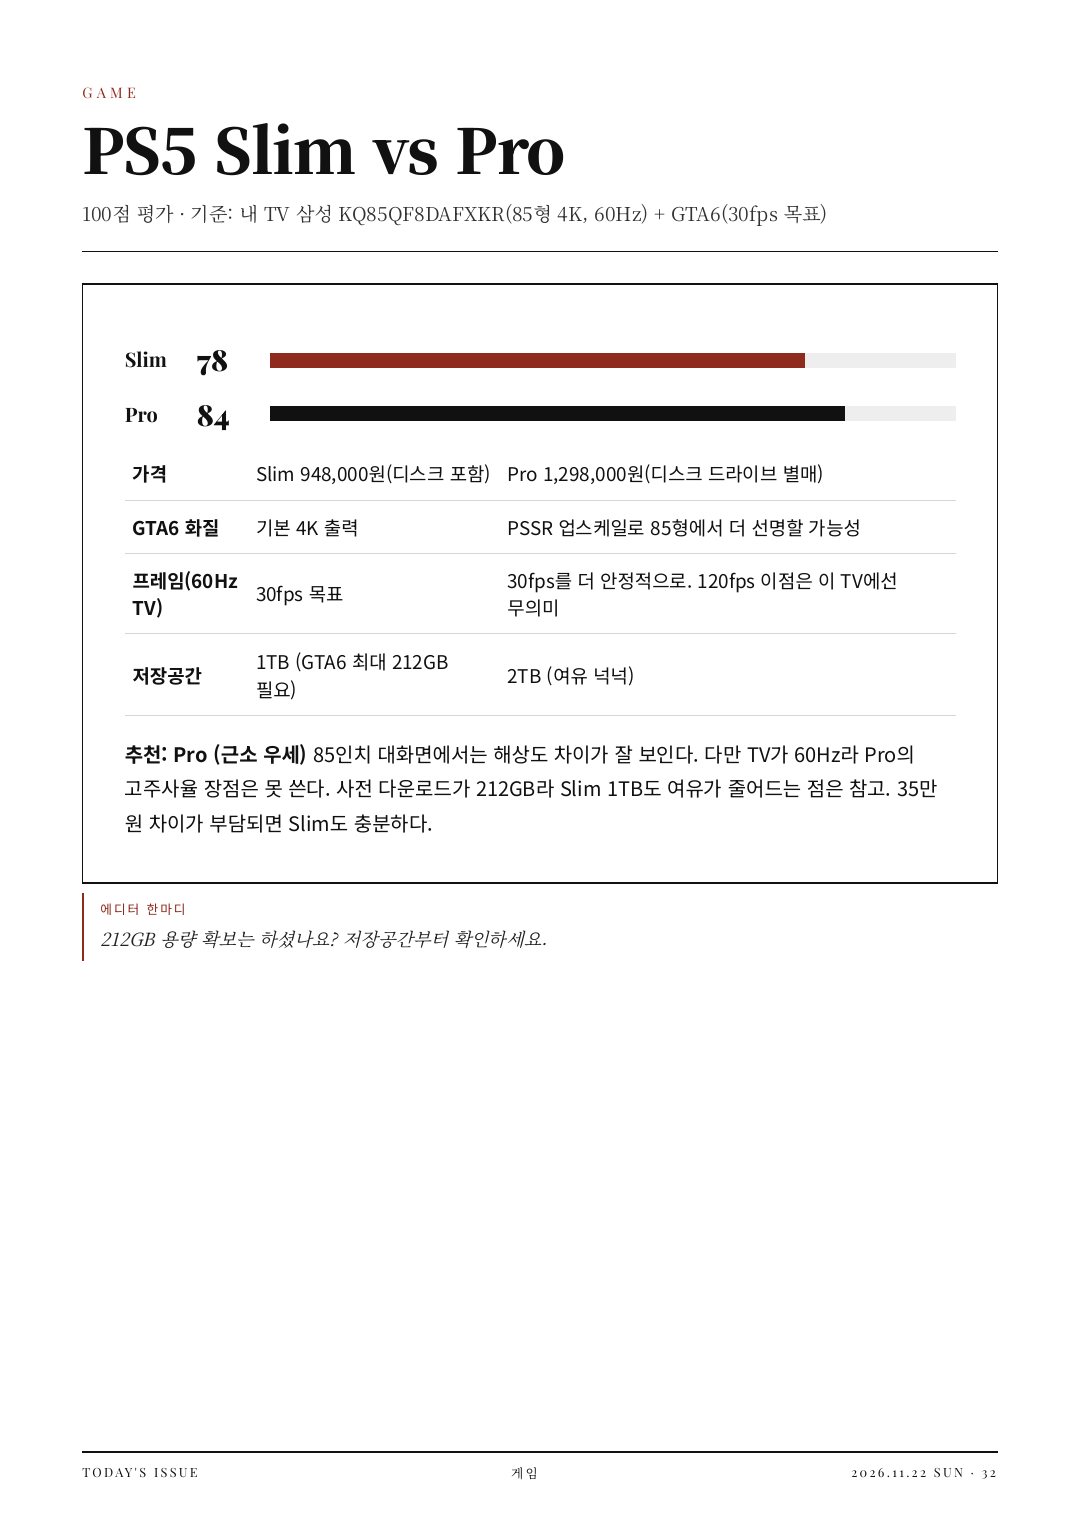 GAME
PS5 Slim vs Pro
100점 평가 · 기준: 내 TV 삼성 KQ85QF8DAFXKR(85형 4K, 60Hz) + GTA6(30fps 목표)
Slim 78
Pro 84
가격 Slim 948,000원(디스크 포함) Pro 1,298,000원(디스크 드라이브 별매)
GTA6 화질 기본 4K 출력 PSSR 업스케일로 85형에서 더 선명할 가능성
프레임(60Hz
TV)
30fps 목표
30fps를 더 안정적으로. 120fps 이점은 이 TV에선
무의미
저장공간
1TB (GTA6 최대 212GB
필요)
2TB (여유 넉넉)
추천: Pro (근소 우세) 85인치 대화면에서는 해상도 차이가 잘 보인다. 다만 TV가 60Hz라 Pro의
고주사율 장점은 못 쓴다. 사전 다운로드가 212GB라 Slim 1TB도 여유가 줄어드는 점은 참고. 35만
원 차이가 부담되면 Slim도 충분하다.
에디터 한마디
212GB 용량 확보는 하셨나요? 저장공간부터 확인하세요.
TODAY'S ISSUE 게임 2026.11.22 SUN · 32